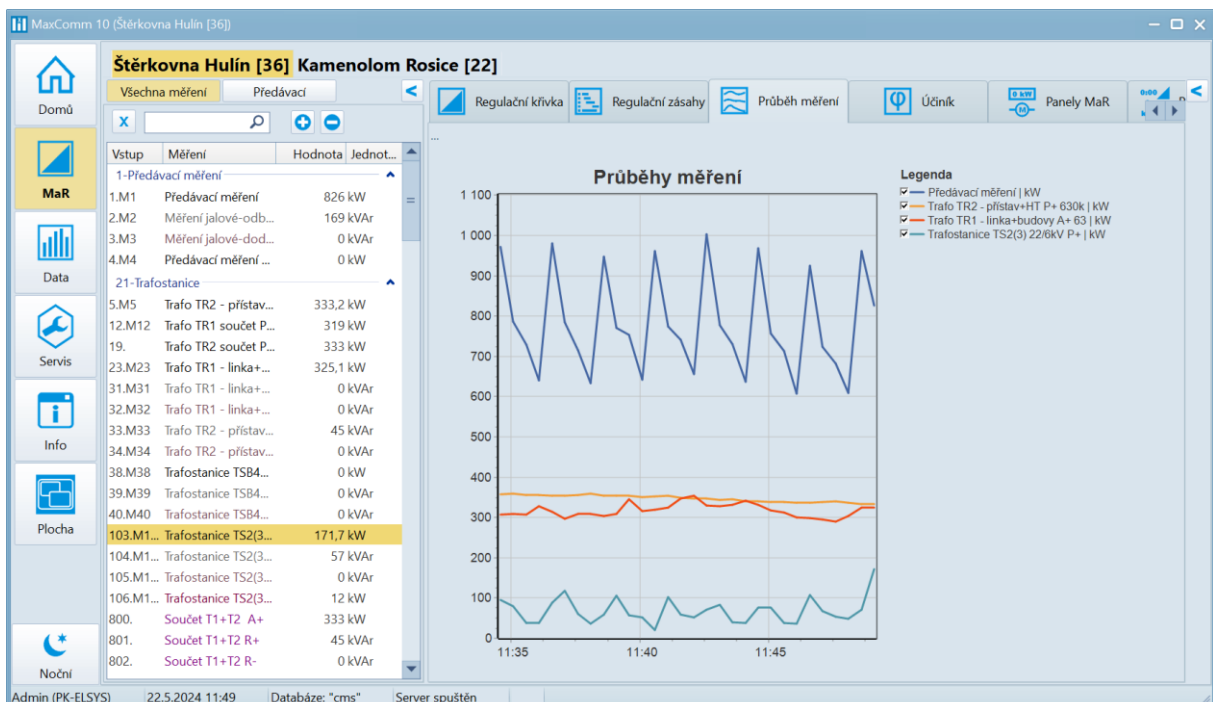 MaxComm 10 (Štěrkovna Hulín [36])
Štěrkovna Hulín [36] Kamenolom Rosice [22]
Domů
MaR
Data
Servis
Info
Plocha
Noční
Všechna měření Předávací
X
Vstup Měření Hodnota Jednot...
1-Předávací měření
1.M1 Předávací měření 826 kW
2.M2 Měření jalové-odb... 169 kVAr
3.M3 Měření jalové-dod... 0 kVAr
4.M4 Předávací měření ... 0 kW
21-Trafostanice
5.M5 Trafo TR2 - přístav... 333,2 kW
12.M12 Trafo TR1 součet P... 319 kW
19. Trafo TR2 součet P... 333 kW
23.M23 Trafo TR1 - linka+... 325,1 kW
31.M31 Trafo TR1 - linka+... 0 kVAr
32.M32 Trafo TR1 - linka+... 0 kVAr
33.M33 Trafo TR2 - přístav... 45 kVAr
34.M34 Trafo TR2 - přístav... 0 kVAr
38.M38 Trafostanice TSB4... 0 kW
39.M39 Trafostanice TSB4... 0 kVAr
40.M40 Trafostanice TSB4... 0 kVAr
103.M1... Trafostanice TS2(3... 171,7 kW
104.M1... Trafostanice TS2(3... 57 kVAr
105.M1... Trafostanice TS2(3... 0 kVAr
106.M1... Trafostanice TS2(3... 12 kW
800. Součet T1+T2 A+ 333 kW
801. Součet T1+T2 R+ 45 kVAr
802. Součet T1+T2 R- 0 kVAr
Regulační křivka Regulační zásahy Průběh měření φ Účiník 0 kW M Panely MaR 0:00
...
Průběhy měření
1 100
1 000
900
800
700
600
500
400
300
200
100
0
11:35 11:40 11:45
Legenda
Předávací měření | kW
Trafo TR2 - přístav+HT P+ 630k | kW
Trafo TR1 - linka+budovy A+ 63 | kW
Trafostanice TS2(3) 22/6kV P+ | kW
Admin (PK-ELSYS) 22.5.2024 11:49 Databáze: "cms" Server spuštěn